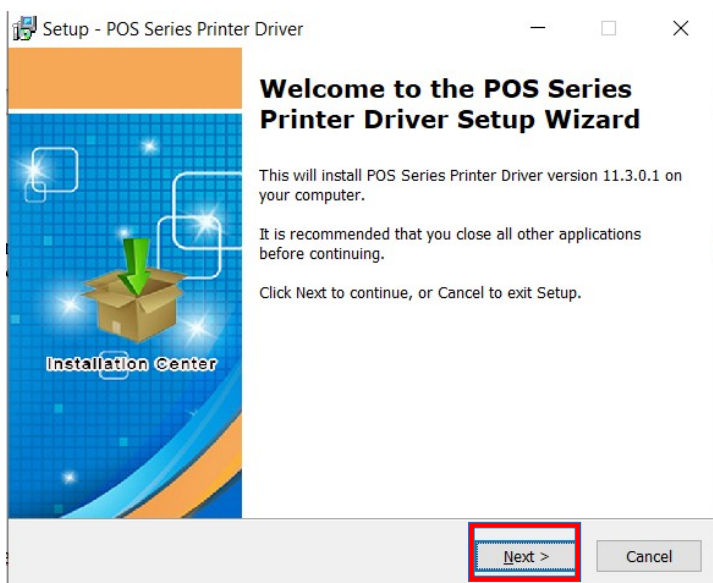 Setup - POS Series Printer Driver
Welcome to the POS Series
Printer Driver Setup Wizard
This will install POS Series Printer Driver version 11.3.0.1 on
your computer.
It is recommended that you close all other applications
before continuing.
Click Next to continue, or Cancel to exit Setup.
Installation Center
Next >
Cancel